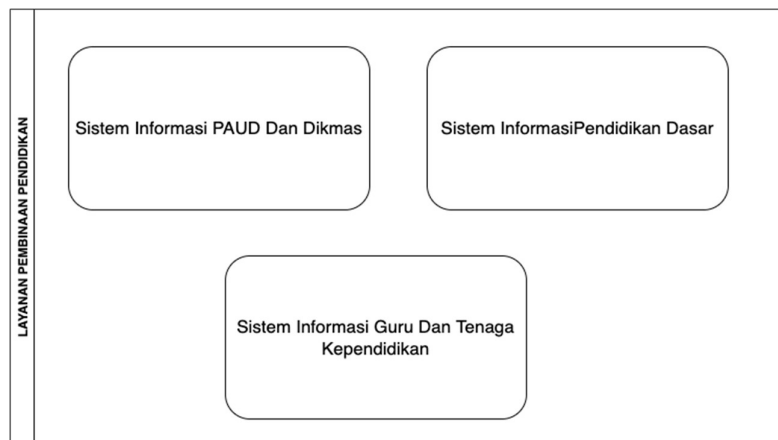 LAYANAN PEMBINAAN PENDIDIKAN
Sistem Informasi PAUD Dan Dikmas
Sistem InformasiPendidikan Dasar
Sistem Informasi Guru Dan Tenaga
Kependidikan